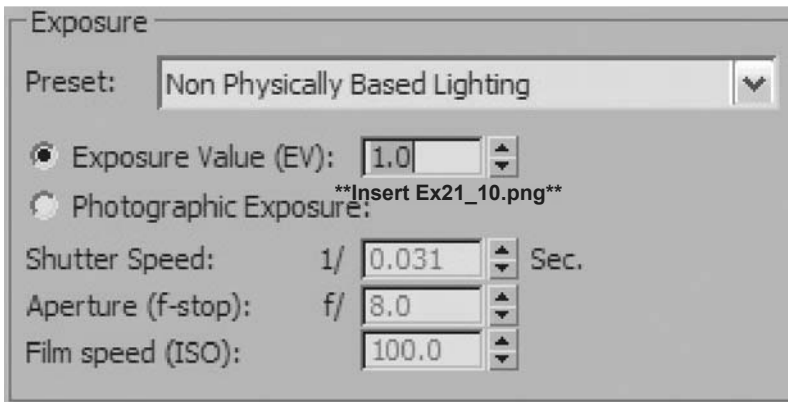 Exposure
Preset: Non Physically Based Lighting
Exposure Value (EV): 1.0
**Insert Ex21_10.png**
Photographic Exposure:
Shutter Speed: 1/ 0.031 Sec.
Aperture (f-stop): f/ 8.0
Film speed (ISO): 100.0